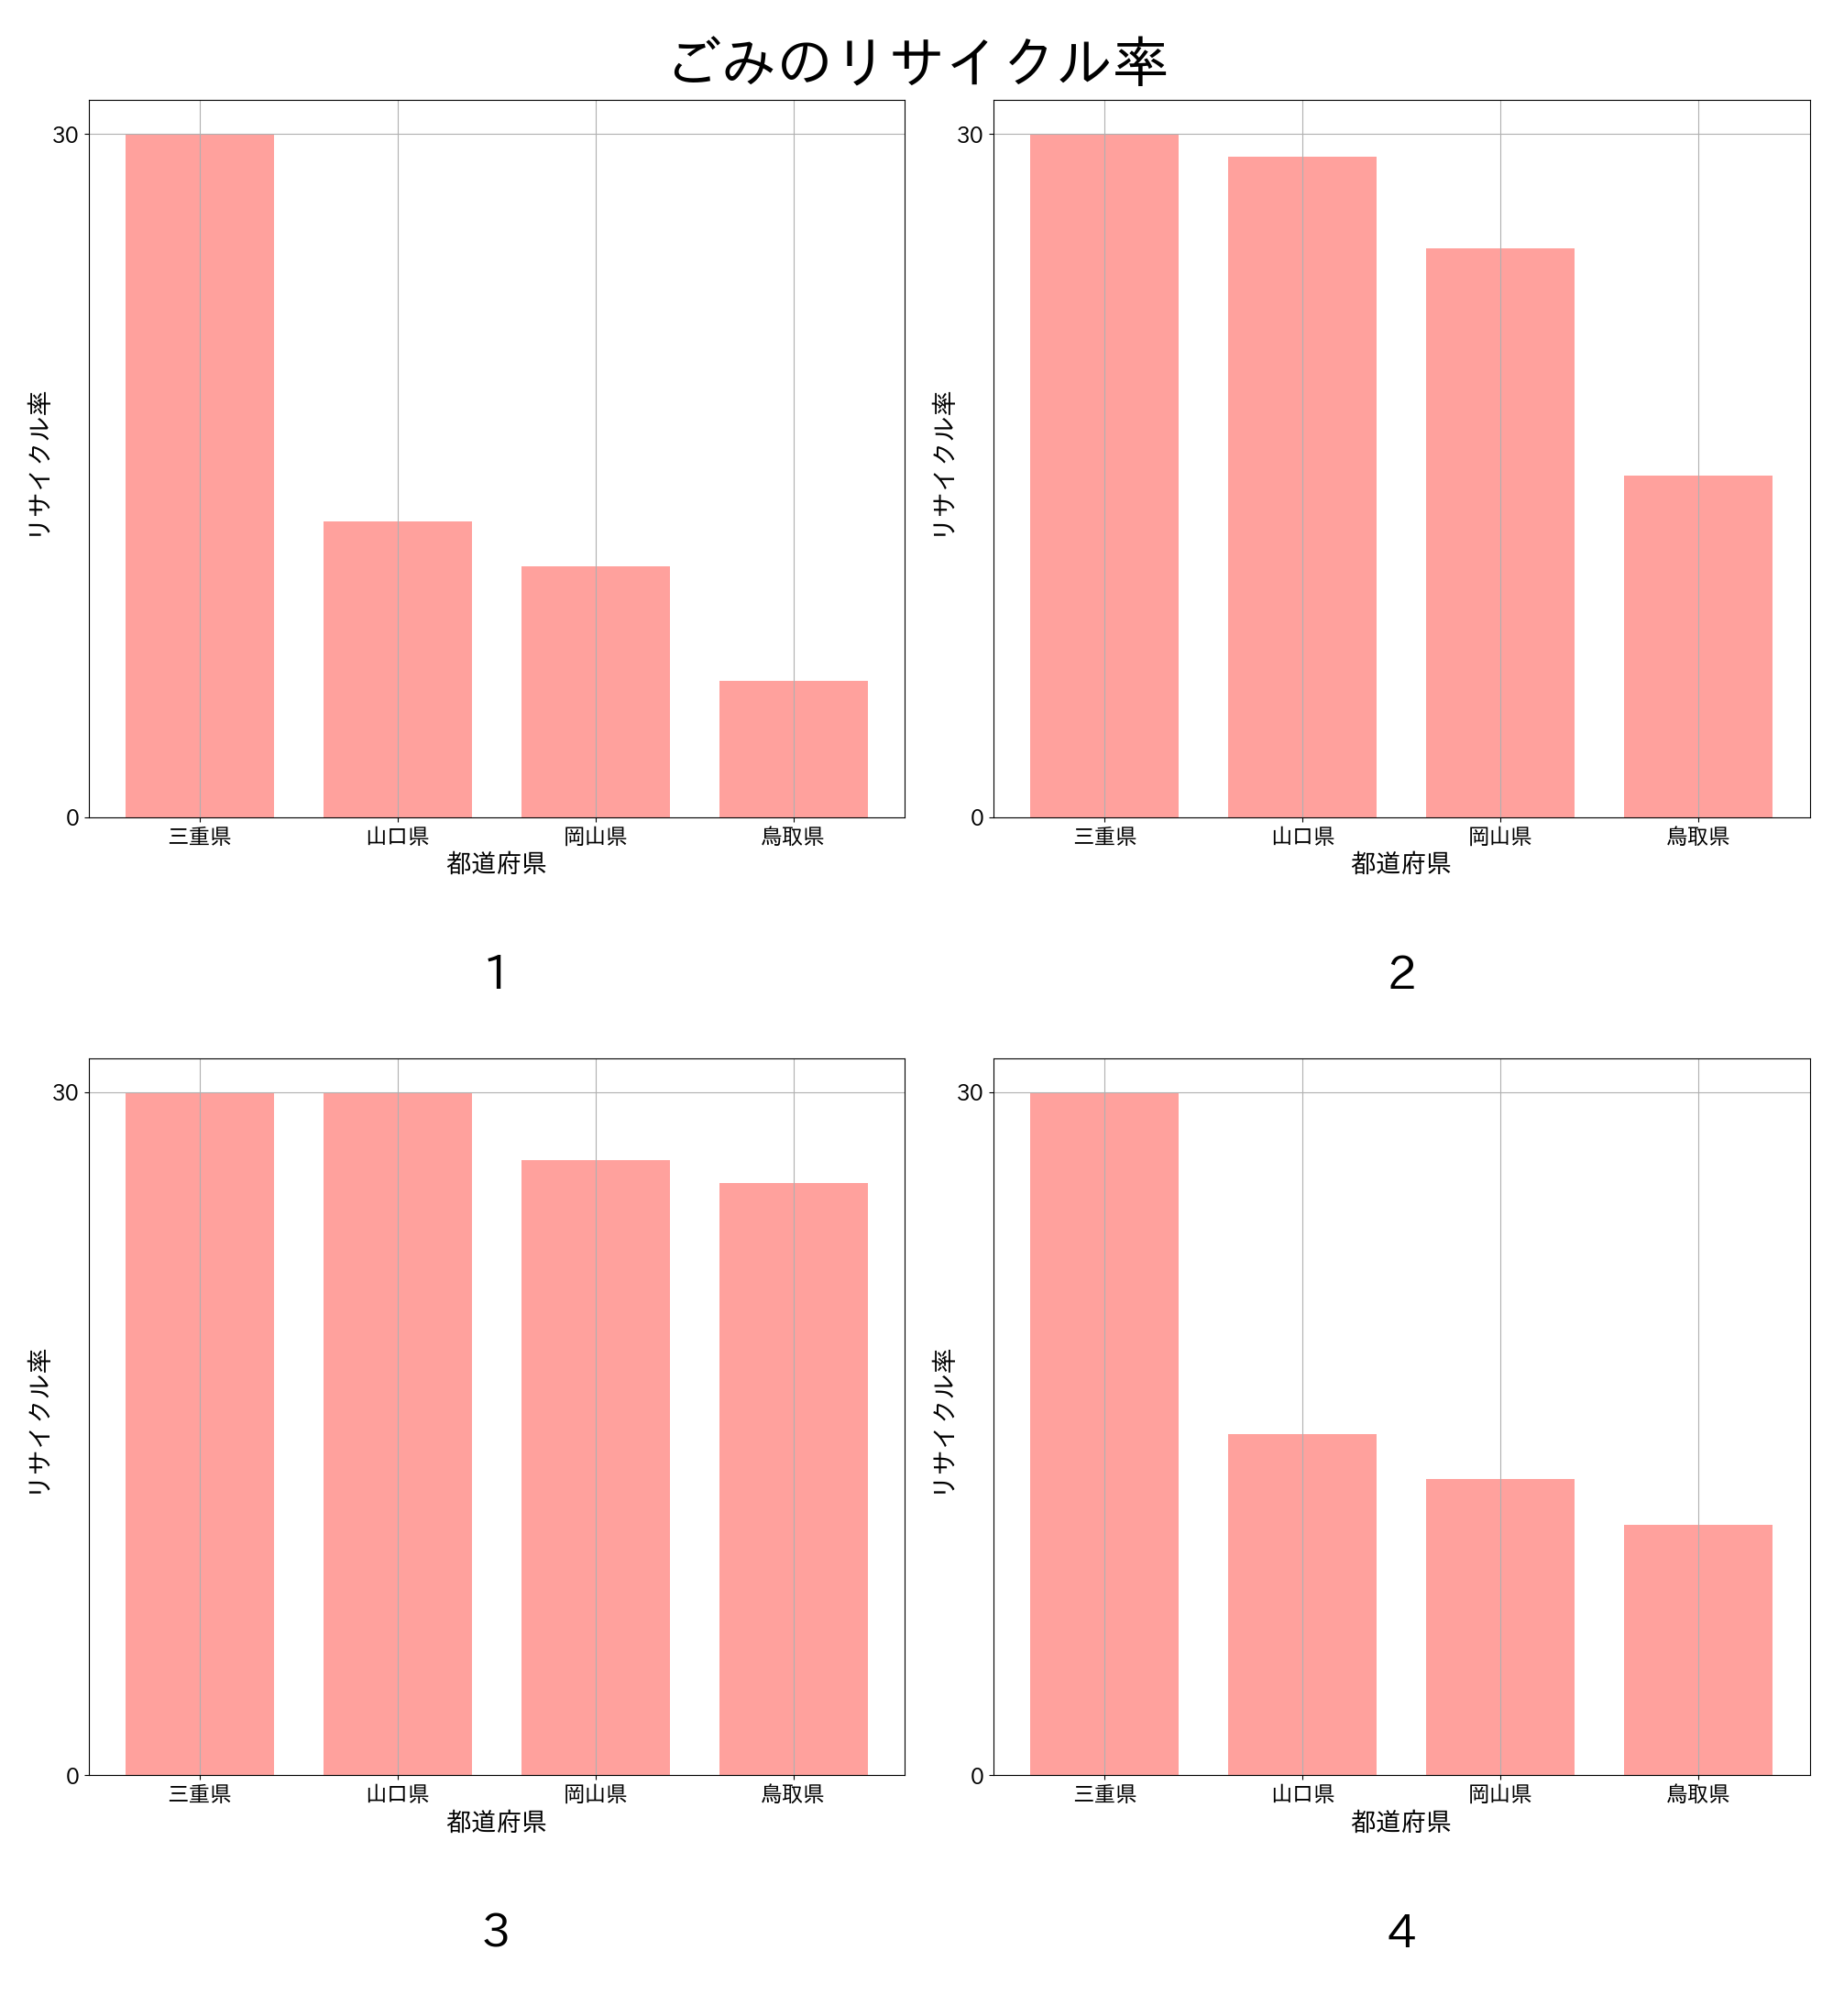 ごみのリサイクル率
30
0
リサイクル率
三重県 山口県 岡山県 鳥取県
都道府県
1
30
0
リサイクル率
三重県 山口県 岡山県 鳥取県
都道府県
2
30
0
リサイクル率
三重県 山口県 岡山県 鳥取県
都道府県
3
30
0
リサイクル率
三重県 山口県 岡山県 鳥取県
都道府県
4